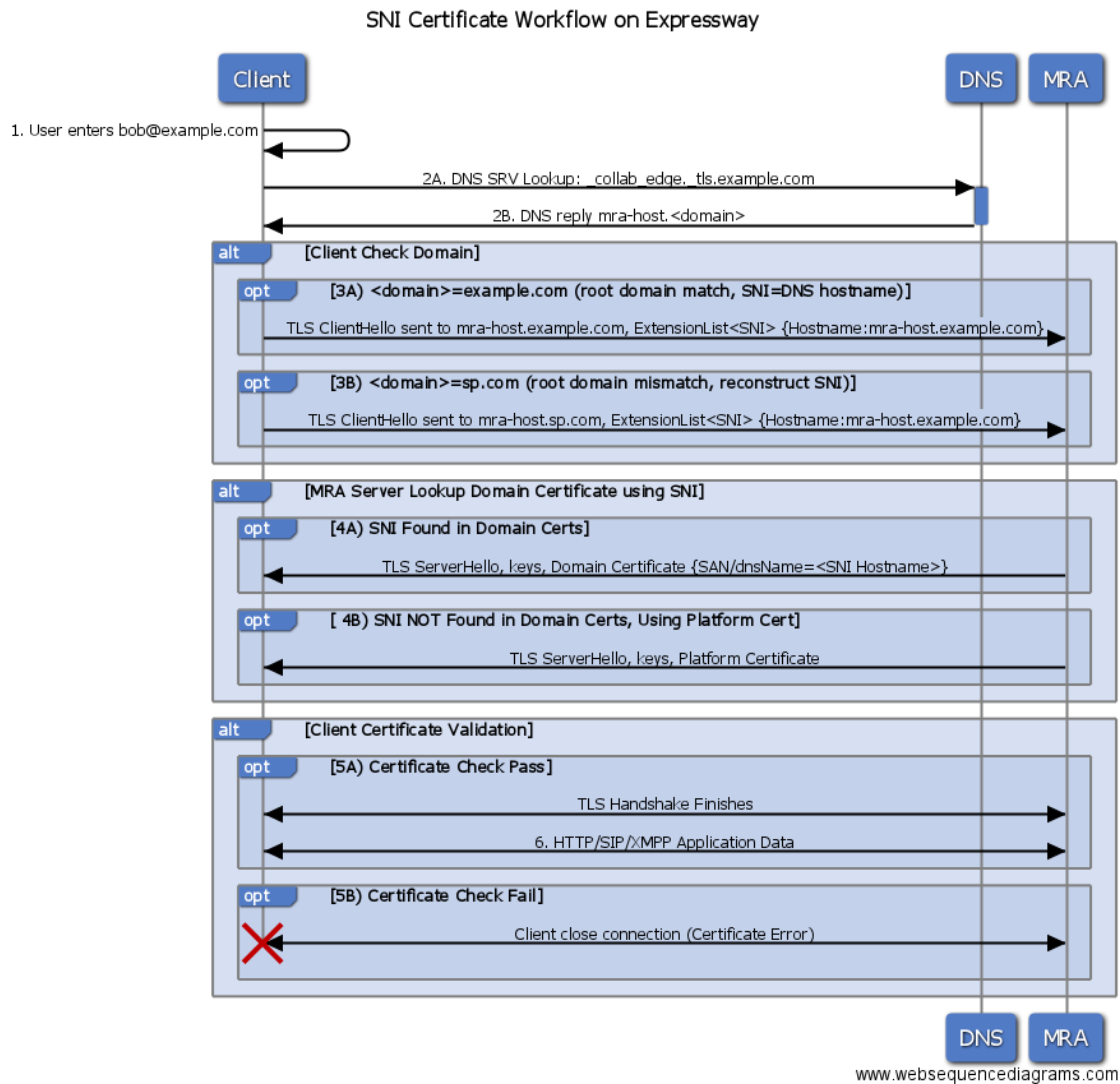 SNI Certificate Workflow on Expressway
Client
DNS
MRA
1. User enters bob@example.com
2A. DNS SRV Lookup: _collab_edge._tls.example.com
2B. DNS reply mra-host.<domain>
alt [Client Check Domain]
opt [3A) <domain>=example.com (root domain match, SNI=DNS hostname)]
TLS ClientHello sent to mra-host.example.com, ExtensionList<SNI> {Hostname:mra-host.example.com}
opt [3B) <domain>=sp.com (root domain mismatch, reconstruct SNI)]
TLS ClientHello sent to mra-host.sp.com, ExtensionList<SNI> {Hostname:mra-host.example.com}
alt [MRA Server Lookup Domain Certificate using SNI]
opt [4A) SNI Found in Domain Certs]
TLS ServerHello, keys, Domain Certificate {SAN/dnsName=<SNI Hostname>}
opt [ 4B) SNI NOT Found in Domain Certs, Using Platform Cert]
TLS ServerHello, keys, Platform Certificate
alt [Client Certificate Validation]
opt [5A) Certificate Check Pass]
TLS Handshake Finishes
6. HTTP/SIP/XMPP Application Data
opt [5B) Certificate Check Fail]
Client close connection (Certificate Error)
DNS
MRA
www.websequencediagrams.com